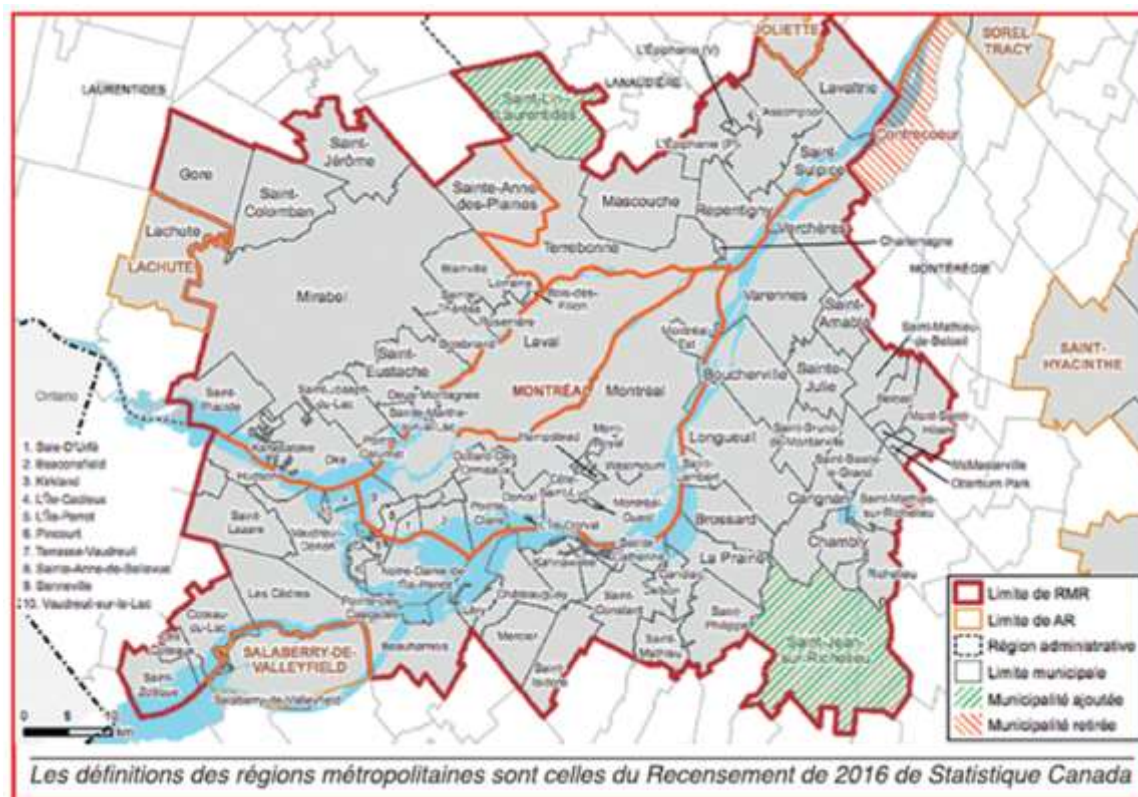 JOLIETTE
SOREL
TRACY
L'Épiphanie (V)
LAURENTIDES
LANAUDIÈRE
Lavaltrie
Saint-Lin-
Laurentides
Assomption
Contrecoeur
L'Épiphanie (P)
Saint-
Jérôme
Saint-
Sulpice
Gore
Sainte-Anne
des-Plaines
Mascouche
Saint-
Colomban
Repentigny
Verchères
Lachute
Charlemagne
Terrebonne
LACHUTE
MONTÉRÉGIE
Blainville
Mirabel
Lorraine
Bois-des-
Filion
Varennes
Sainte-
Thérèse
Rosemère
Saint-
Amable
Saint-Mathieu-
de-Beloeil
Montréal-
Est
Boisbriand
Laval
SAINT-
HYACINTHE
Saint-
Eustache
Boucherville
Sainte-
Julie
Ontario
Saint-
Placide
Saint-Joseph-
du-Lac
Deux-Montagnes
MONTRÉA
Montréal
Beloeil
Mont-Saint-
Hilaire
Sainte-Marthe-
sur-le-Lac
1. Baie-D'Urfé
2. Beaconsfield
3. Kirkland
4. L'Île-Cadieux
5. L'Île-Perrot
6. Pincourt
7. Terrasse-Vaudreuil
8. Sainte-Anne-de-Bellevue
9. Senneville
10. Vaudreuil-sur-le-Lac
Hampstead
Mont-
Royal
Longueuil
Saint-Bruno-
de-Montarville
Kanesatake
Oka
Pointe-
Calumet
Dollard-Des
Ormeaux
Westmount
Saint-Basile-
le-Grand
McMasterville
Otterburn Park
Hudson
Côte-
Saint-Luc
Saint-
Lambert
Dorval
Carignan
Saint-Mathias-
sur-Richelieu
Pointe-
Claire
Montréal-
Ouest
Saint-
Lazare
Vaudreuil-
Dorion
L'Île-Dorval
Brossard
Chambly
Sainte-
Catherine
Kahnawake
La Prairie
Notre-Dame-de-
l'Île-Perrot
Candiac
Richelieu
Delson
Les Cèdres
Pointe-des-
Cascades
Léry
Châteauguay
Saint-
Constant
Coteau-
du-Lac
Saint-
Philippe
Mercier
Les
Coteaux
SALABERRY-DE-
VALLEYFIELD
Beauharnois
Saint-
Mathieu
Saint-Jean-
sur-Richelieu
Saint-
Zotique
Saint-
Isidore
Salaberry-de-Valleyfield
0 5 10
km
Limite de RMR
Limite de AR
Région administrative
Limite municipale
Municipalité ajoutée
Municipalité retirée
Les définitions des régions métropolitaines sont celles du Recensement de 2016 de Statistique Canada